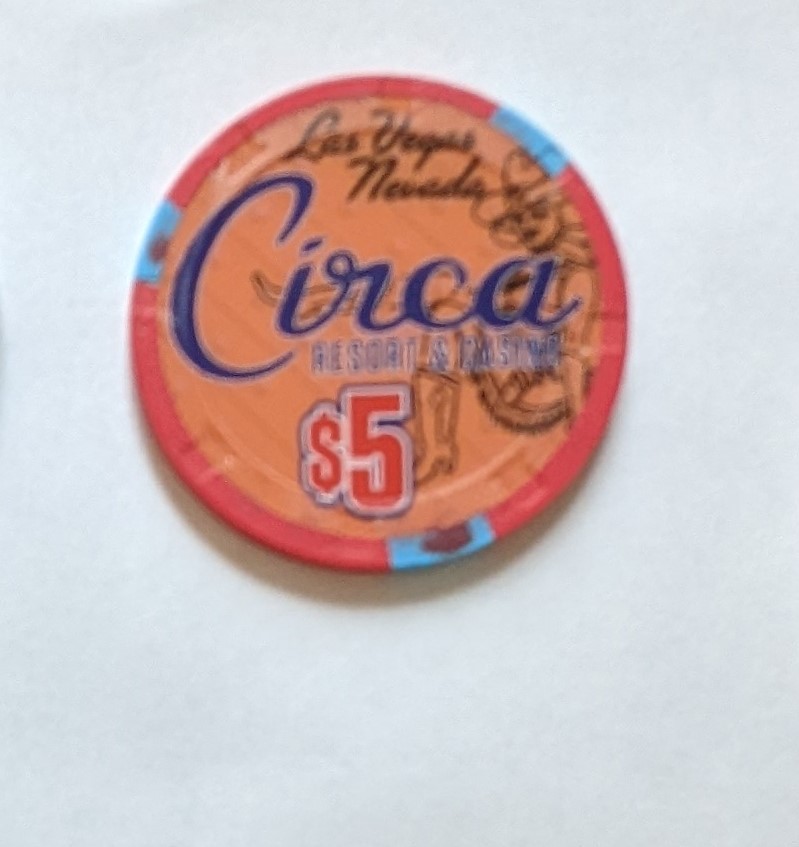 Las Vegas
Nevada
Circa
RESORT & CASINO
$5